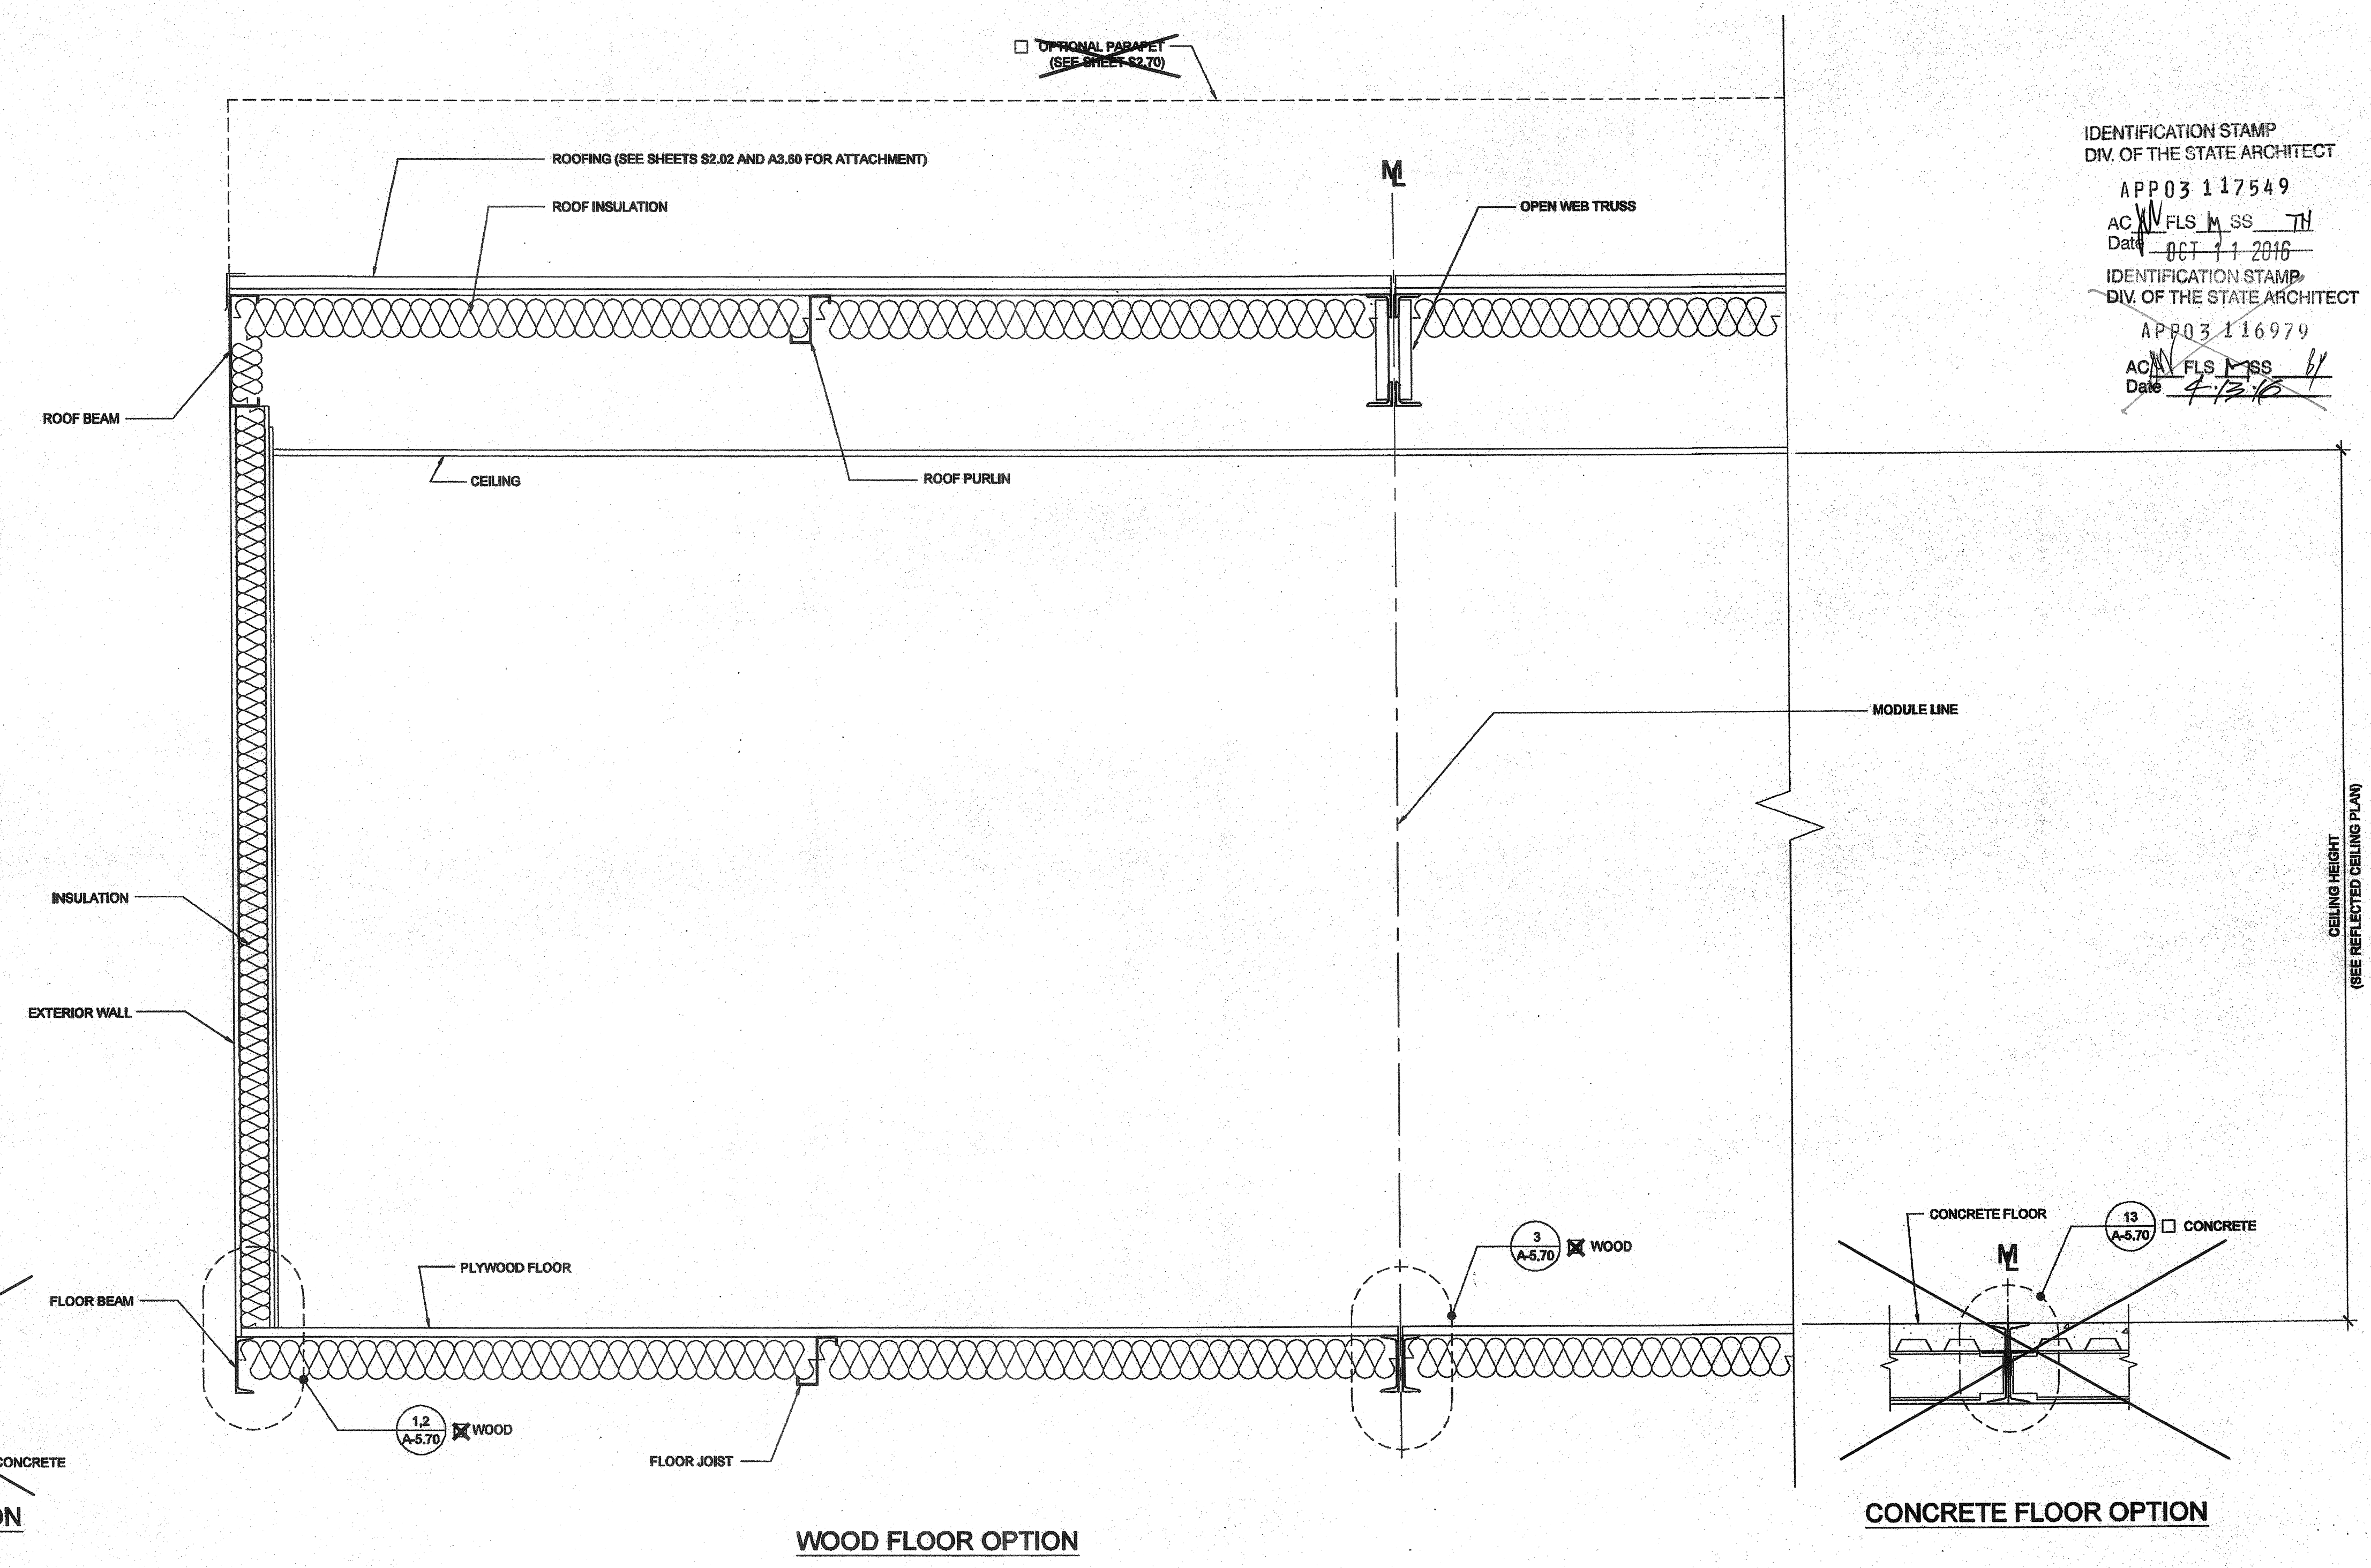 ☐ OPTIONAL PARAPET
(SEE SHEET S2.70)
ROOFING (SEE SHEETS S2.02 AND A3.60 FOR ATTACHMENT)
ROOF INSULATION
ML
OPEN WEB TRUSS
IDENTIFICATION STAMP
DIV. OF THE STATE ARCHITECT
APP03 117549
AC FLS SS TH
Date OCT 11 2016
IDENTIFICATION STAMP
DIV. OF THE STATE ARCHITECT
APP03 116979
AC FLS SS
Date 4.13.16
ROOF BEAM
CEILING
ROOF PURLIN
MODULE LINE
CEILING HEIGHT
(SEE REFLECTED CEILING PLAN)
INSULATION
EXTERIOR WALL
FLOOR BEAM
PLYWOOD FLOOR
3
A-5.70
☒ WOOD
CONCRETE FLOOR
13
A-5.70
☐ CONCRETE
ML
1,2
A-5.70
☒ WOOD
FLOOR JOIST
CONCRETE
ON
WOOD FLOOR OPTION
CONCRETE FLOOR OPTION